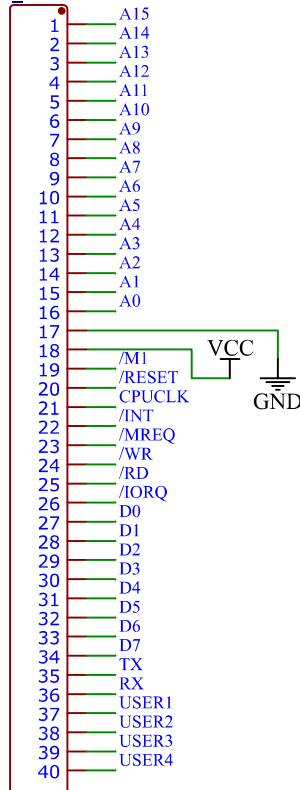 1 A15
2 A14
3 A13
4 A12
5 A11
6 A10
7 A9
8 A8
9 A7
10 A6
11 A5
12 A4
13 A3
14 A2
15 A1
16 A0
17 GND
18 VCC
19 /M1
20 /RESET
21 CPUCLK
22 /INT
23 /MREQ
24 /WR
25 /RD
26 /IORQ
27 D0
28 D1
29 D2
30 D3
31 D4
32 D5
33 D6
34 D7
35 TX
36 RX
37 USER1
38 USER2
39 USER3
40 USER4